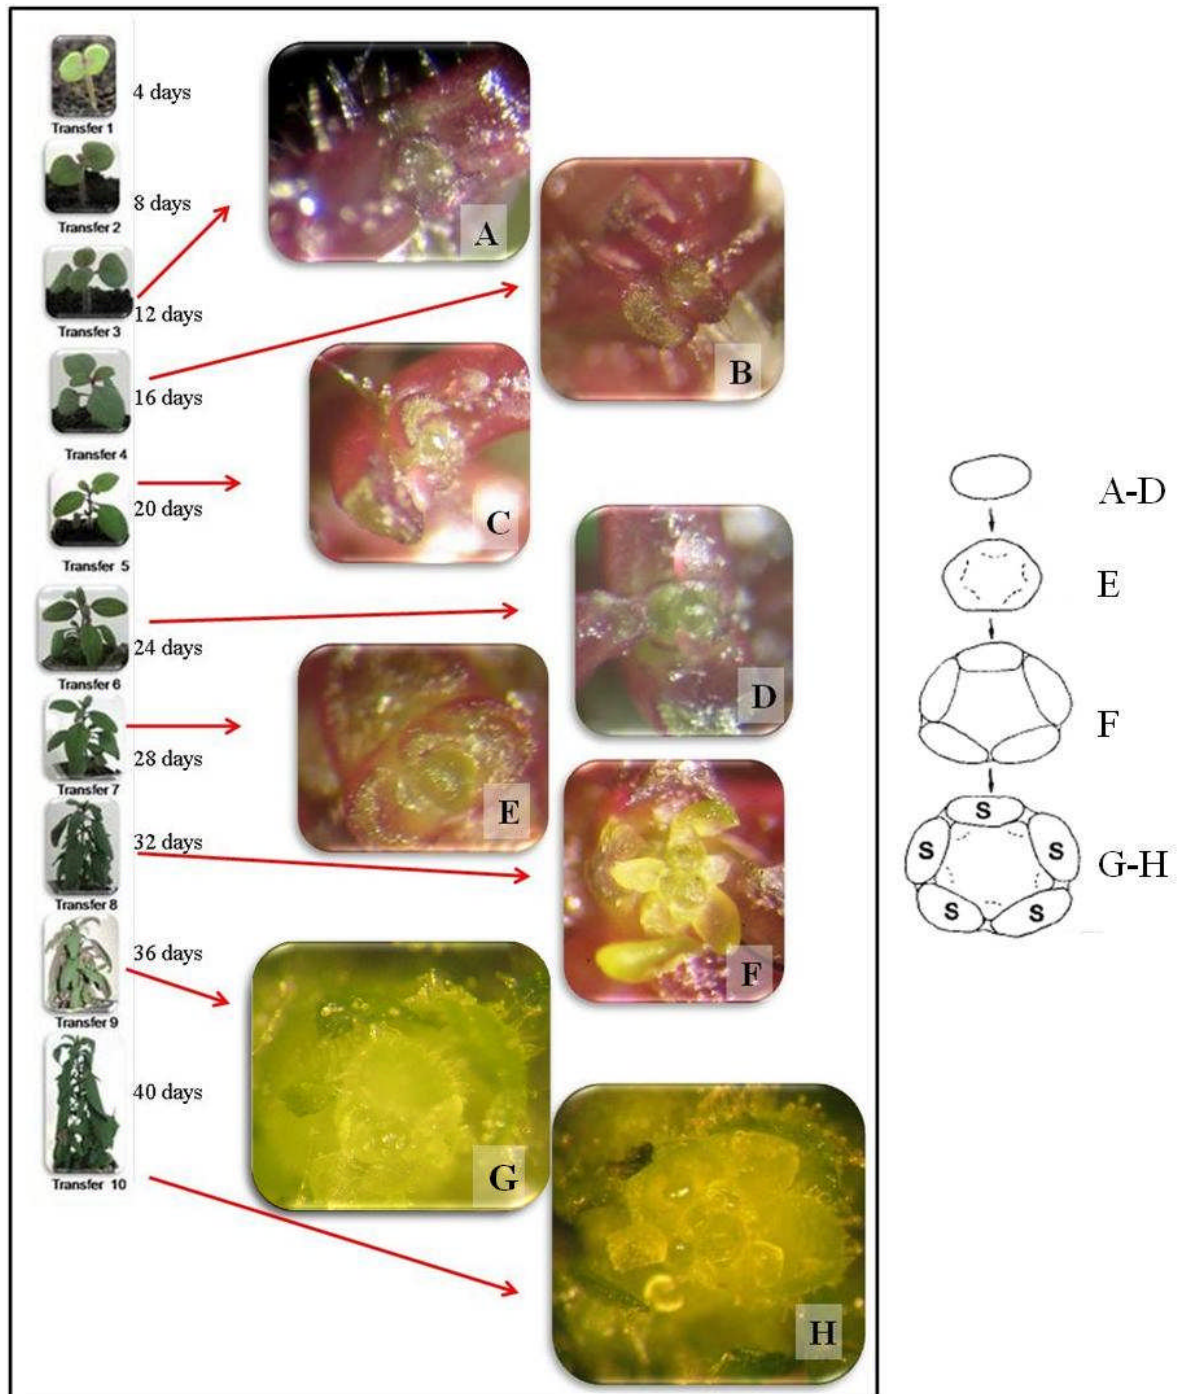 4 days
Transfer 1
8 days
Transfer 2
12 days
Transfer 3
16 days
Transfer 4
20 days
Transfer 5
24 days
Transfer 6
28 days
Transfer 7
32 days
Transfer 8
36 days
Transfer 9
40 days
Transfer 10
A
B
C
D
E
F
G
H
A-D
E
F
S
S
S
S
S
G-H